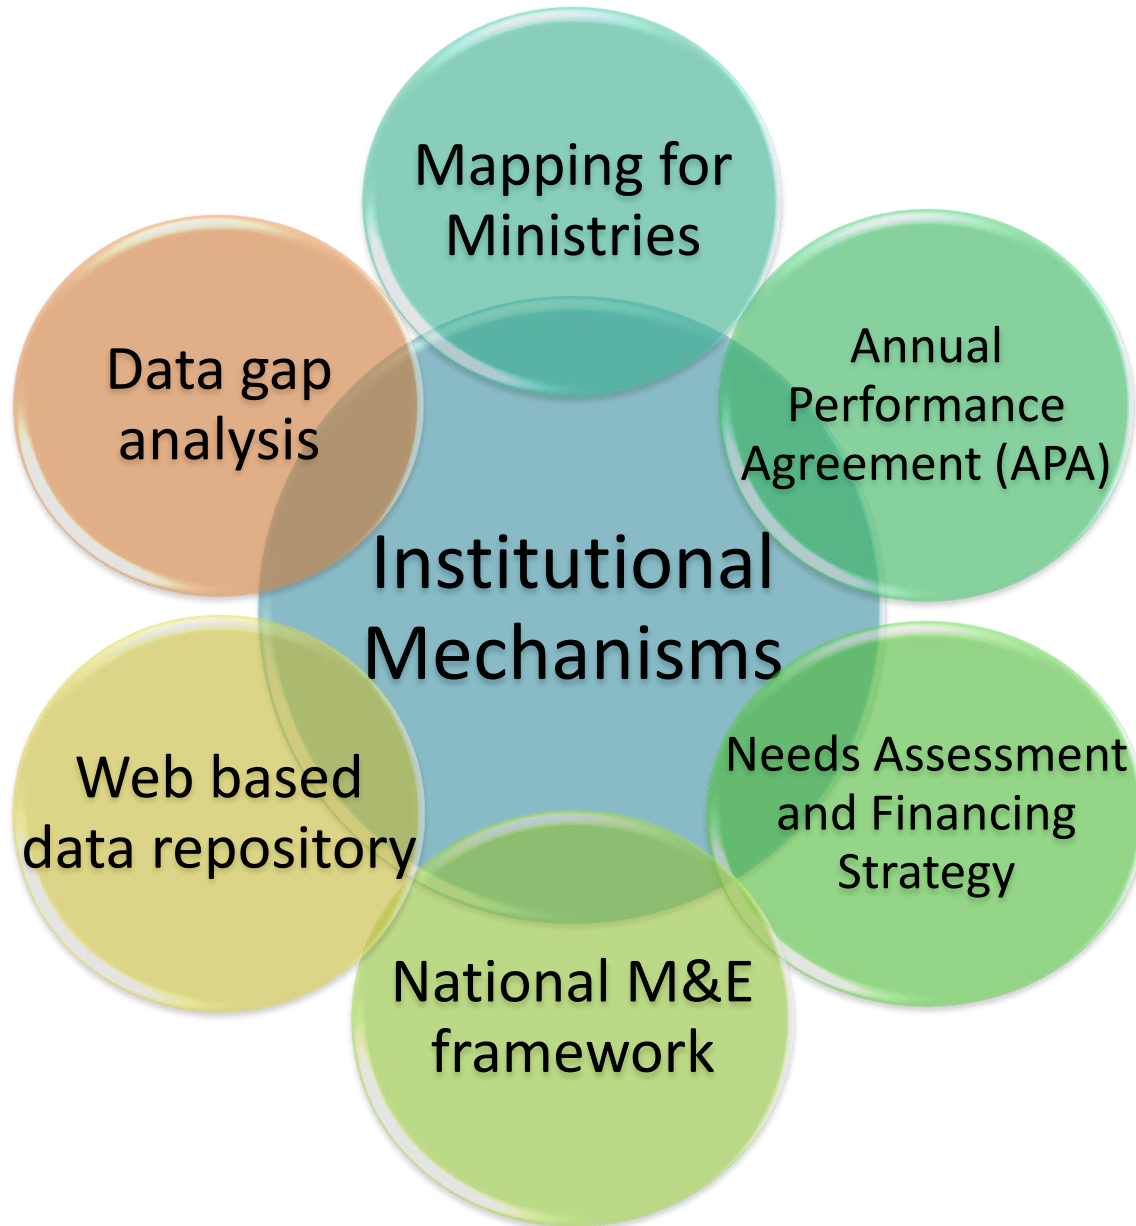 Mapping for
Ministries
Annual
Performance
Agreement (APA)
Needs Assessment
and Financing
Strategy
National M&E
framework
Web based
data repository
Data gap
analysis
Institutional
Mechanisms